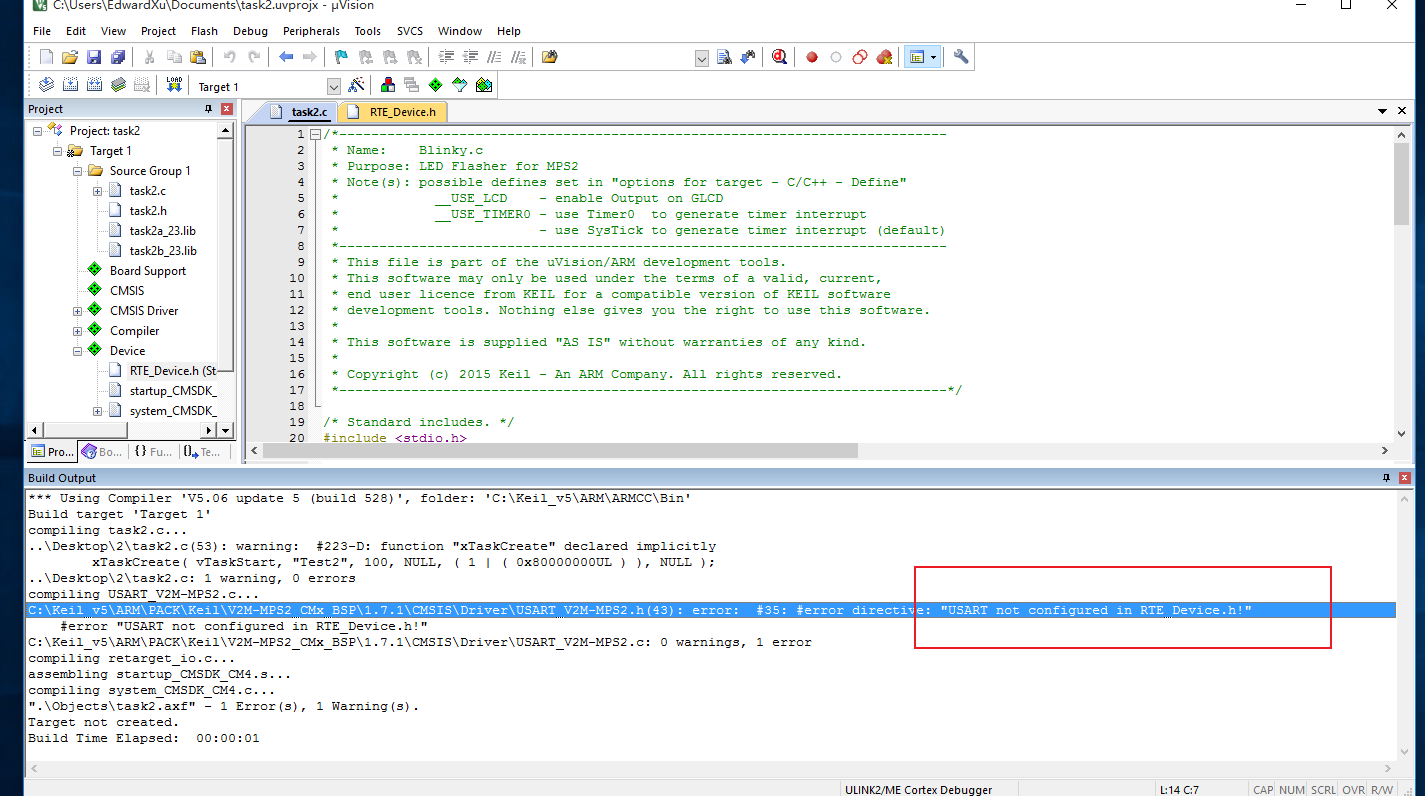 C:\Users\EdwardXu\Documents\task2.uvprojx - µVision
File Edit View Project Flash Debug Peripherals Tools SVCS Window Help
LOAD Target 1
Project
Project: task2
Target 1
Source Group 1
task2.c
task2.h
task2a_23.lib
task2b_23.lib
Board Support
CMSIS
CMSIS Driver
Compiler
Device
RTE_Device.h (St
startup_CMSDK_
system_CMSDK_
Pro... Bo... {} Fu... Te...
task2.c RTE_Device.h
1 /*-----------------------------------------------------------------------------
2 * Name:    Blinky.c
3 * Purpose: LED Flasher for MPS2
4 * Note(s): possible defines set in "options for target - C/C++ - Define"
5 *            __USE_LCD    - enable Output on GLCD
6 *            __USE_TIMER0 - use Timer0  to generate timer interrupt
7 *                         - use SysTick to generate timer interrupt (default)
8 *-----------------------------------------------------------------------------
9 * This file is part of the uVision/ARM development tools.
10 * This software may only be used under the terms of a valid, current,
11 * end user licence from KEIL for a compatible version of KEIL software
12 * development tools. Nothing else gives you the right to use this software.
13 *
14 * This software is supplied "AS IS" without warranties of any kind.
15 *
16 * Copyright (c) 2015 Keil - An ARM Company. All rights reserved.
17 *-----------------------------------------------------------------------------*/
18
19 /* Standard includes. */
20 #include <stdio.h>
Build Output
*** Using Compiler 'V5.06 update 5 (build 528)', folder: 'C:\Keil_v5\ARM\ARMCC\Bin'
Build target 'Target 1'
compiling task2.c...
..\Desktop\2\task2.c(53): warning:  #223-D: function "xTaskCreate" declared implicitly
xTaskCreate( vTaskStart, "Test2", 100, NULL, ( 1 | ( 0x80000000UL ) ), NULL );
..\Desktop\2\task2.c: 1 warning, 0 errors
compiling USART_V2M-MPS2.c...
C:\Keil_v5\ARM\PACK\Keil\V2M-MPS2_CMx_BSP\1.7.1\CMSIS\Driver\USART_V2M-MPS2.h(43): error:  #35: #error directive: "USART not configured in RTE_Device.h!"
#error "USART not configured in RTE_Device.h!"
C:\Keil_v5\ARM\PACK\Keil\V2M-MPS2_CMx_BSP\1.7.1\CMSIS\Driver\USART_V2M-MPS2.c: 0 warnings, 1 error
compiling retarget_io.c...
assembling startup_CMSDK_CM4.s...
compiling system_CMSDK_CM4.c...
".\Objects\task2.axf" - 1 Error(s), 1 Warning(s).
Target not created.
Build Time Elapsed:  00:00:01
ULINK2/ME Cortex Debugger L:14 C:7 CAP NUM SCRL OVR R/W